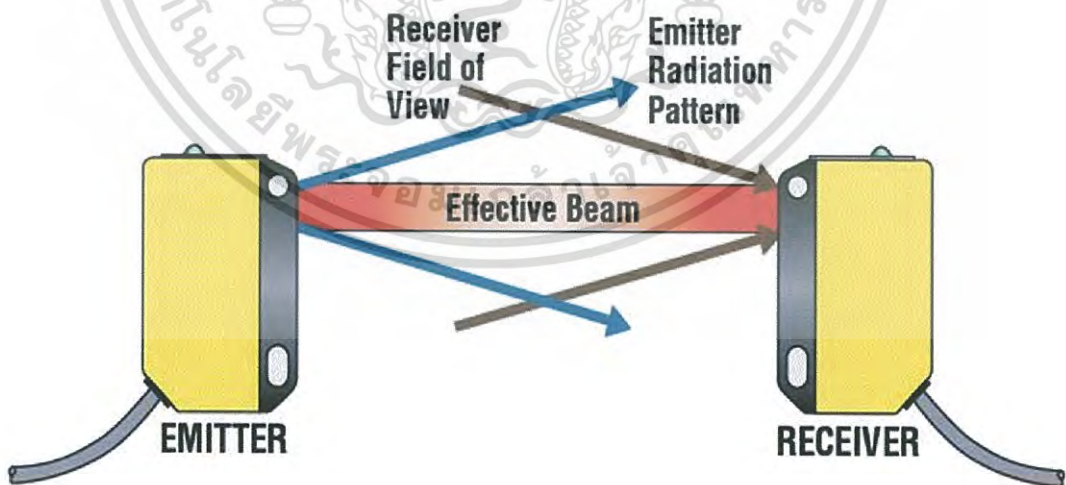 Receiver
Field of
View
Emitter
Radiation
Pattern
Effective Beam
EMITTER
RECEIVER